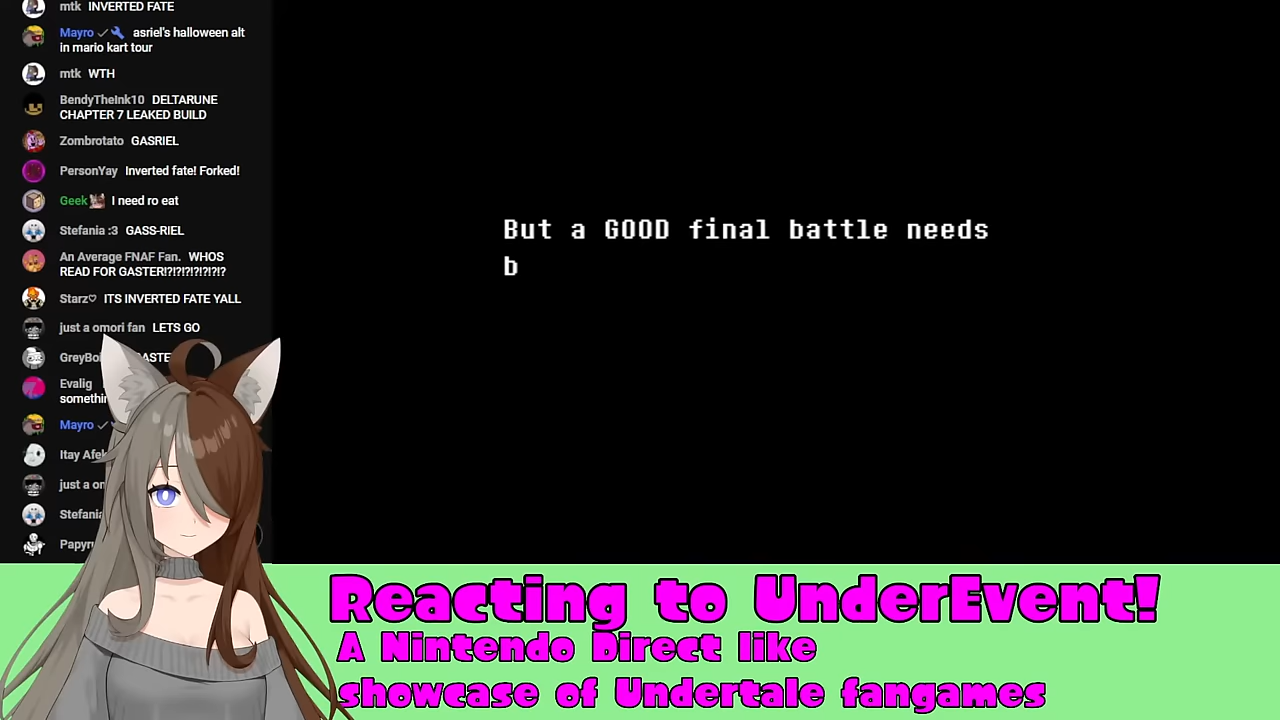 mtk INVERTED FATE
Mayro asriel's halloween alt
in mario kart tour
mtk WTH
BendyTheInk10 DELTARUNE
CHAPTER 7 LEAKED BUILD
Zombrotato GASRIEL
PersonYay Inverted fate! Forked!
Geek I need ro eat
Stefania :3 GASS-RIEL
An Average FNAF Fan. WHOS
READ FOR GASTER!?!?!?!?!?!?!?
Starz♡ ITS INVERTED FATE YALL
just a omori fan LETS GO
Evalig
Mayro
Itay
just a
But a GOOD final battle needs
b
Reacting to UnderEvent!
A Nintendo Direct like
showcase of Undertale fangames